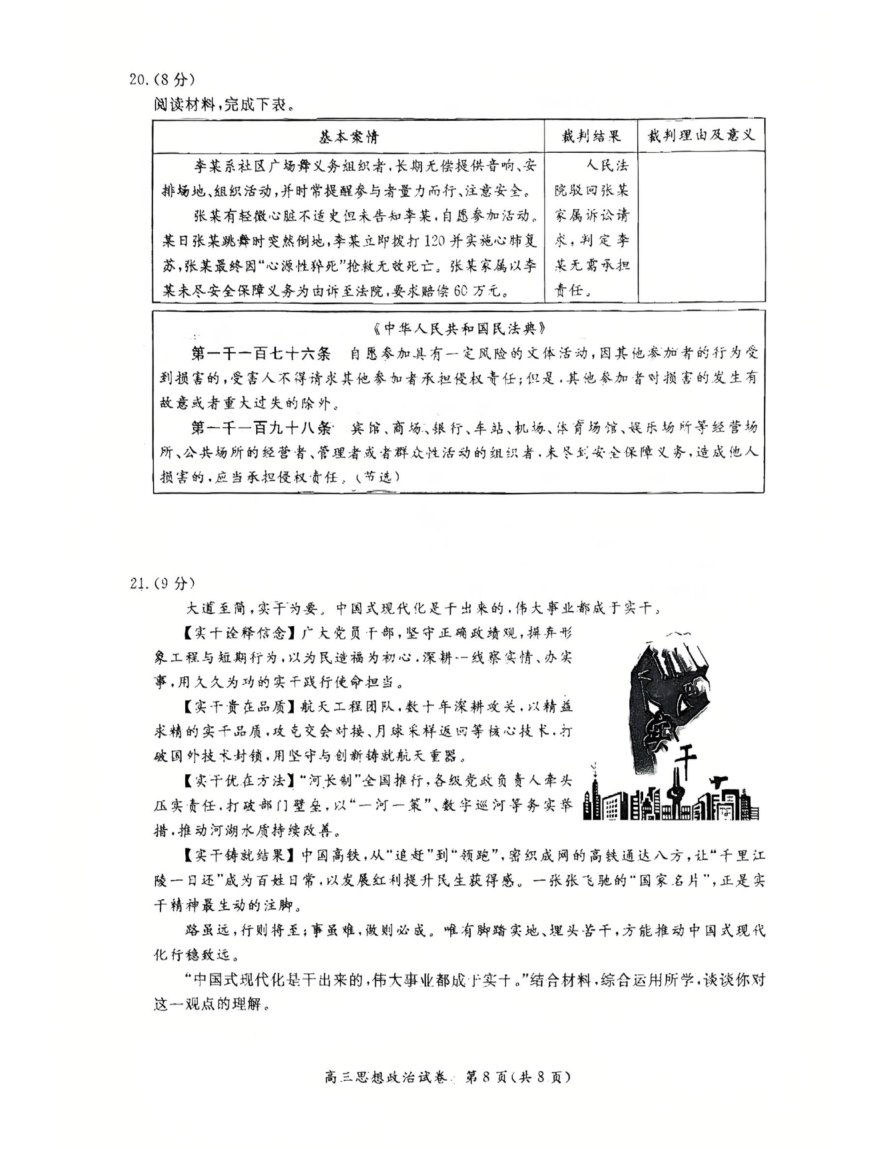 20.(8 分)
阅读材料,完成下表。
基本案情
裁判结果
裁判理由及意义
李某系社区广场舞义务组织者,长期无偿提供音响、安
排场地、组织活动,并时常提醒参与者量力而行、注意安全。
张某有轻微心脏不适史但未告知李某,自愿参加活动。
某日张某跳舞时突然倒地,李某立即拨打 120 并实施心肺复
苏,张某最终因“心源性猝死”抢救无效死亡。张某家属以李
某未尽安全保障义务为由诉至法院,要求赔偿 60 万元。
人民法
院驳回张某
家属诉讼请
求,判定李
某无需承担
责任。
《中华人民共和国民法典》
第一千一百七十六条 自愿参加具有一定风险的文体活动,因其他参加者的行为受
到损害的,受害人不得请求其他参加者承担侵权责任;但是,其他参加者对损害的发生有
故意或者重大过失的除外。
第一千一百九十八条 宾馆、商场、银行、车站、机场、体育场馆、娱乐场所等经营场
所、公共场所的经营者、管理者或者群众性活动的组织者,未尽到安全保障义务,造成他人
损害的,应当承担侵权责任。(节选)
21.(9 分)
大道至简,实干为要。中国式现代化是干出来的,伟大事业都成于实干。
【实干诠释信念】广大党员干部,坚守正确政绩观,摒弃形
象工程与短期行为,以为民造福为初心,深耕一线察实情、办实
事,用久久为功的实干践行使命担当。
【实干贵在品质】航天工程团队,数十年深耕攻关,以精益
求精的实干品质,攻克交会对接、月球采样返回等核心技术,打
破国外技术封锁,用坚守与创新铸就航天重器。
【实干优在方法】“河长制”全国推行,各级党政负责人牵头
压实责任,打破部门壁垒,以“一河一策”、数字巡河等务实举
措,推动河湖水质持续改善。
实
干
【实干铸就结果】中国高铁,从“追赶”到“领跑”,密织成网的高铁通达八方,让“千里江
陵一日还”成为百姓日常,以发展红利提升民生获得感。一张张飞驰的“国家名片”,正是实
干精神最生动的注脚。
路虽远,行则将至;事虽难,做则必成。唯有脚踏实地、埋头苦干,方能推动中国式现代
化行稳致远。
“中国式现代化是干出来的,伟大事业都成于实干。”结合材料,综合运用所学,谈谈你对
这一观点的理解。
高三思想政治试卷 第 8 页(共 8 页)